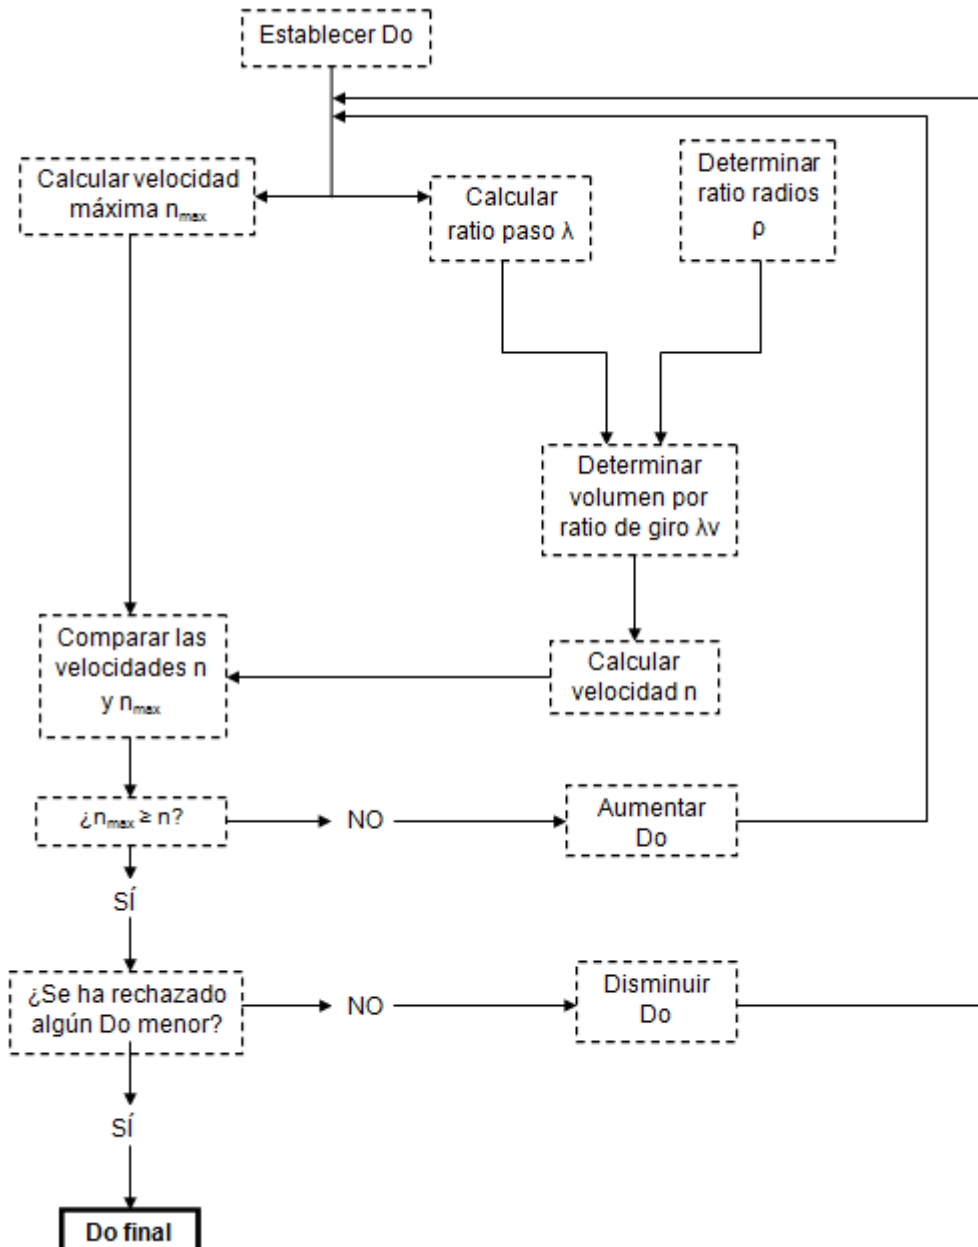 Establecer Do
Calcular velocidad
máxima nmax
Calcular
ratio paso λ
Determinar
ratio radios
ρ
Determinar
volumen por
ratio de giro λv
Calcular
velocidad n
Comparar las
velocidades n
y nmax
¿nmax ≥ n?
NO
Aumentar
Do
SÍ
¿Se ha rechazado
algún Do menor?
NO
Disminuir
Do
SÍ
Do final